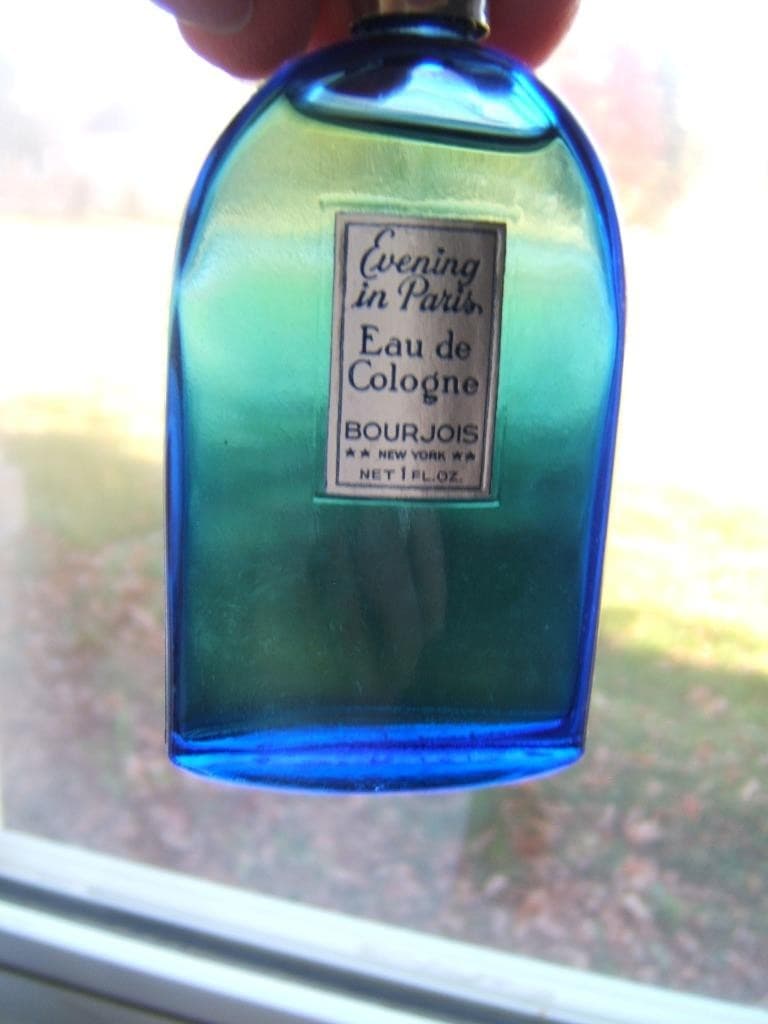 Evening
in Paris
Eau de
Cologne
BOURJOIS
★★ NEW YORK ★★
NET 1 FL.OZ.